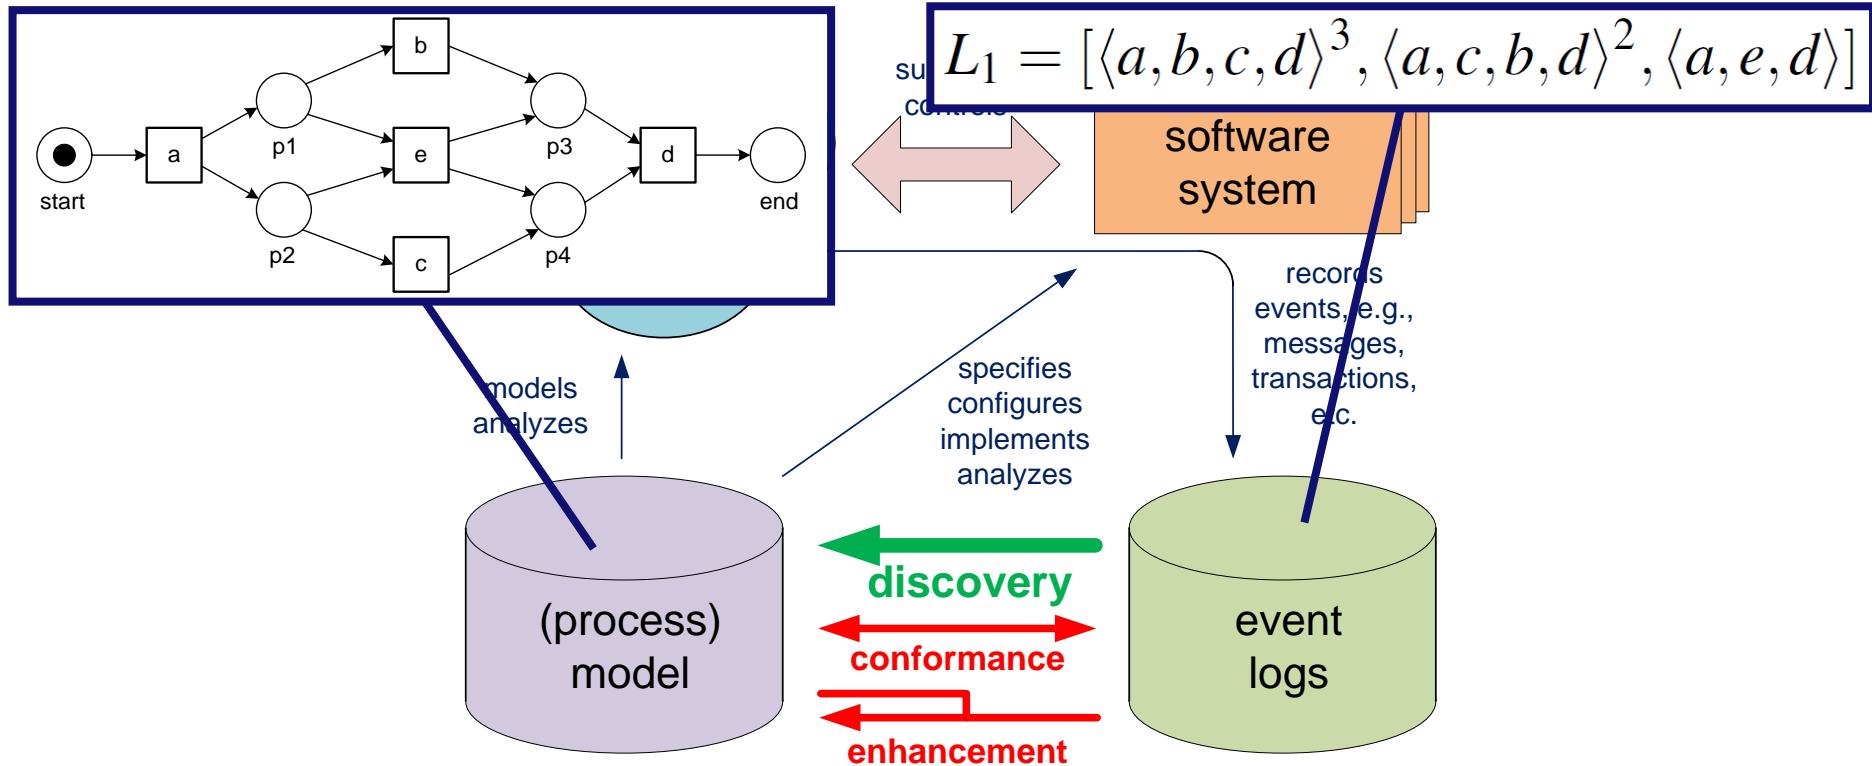 b
a
p1
e
p3
d
start
end
p2
c
p4
L₁ = [⟨a,b,c,d⟩³,⟨a,c,b,d⟩²,⟨a,e,d⟩]
software
system
models
analyzes
specifies
configures
implements
analyzes
records
events, e.g.,
messages,
transactions,
etc.
discovery
conformance
enhancement
(process)
model
event
logs